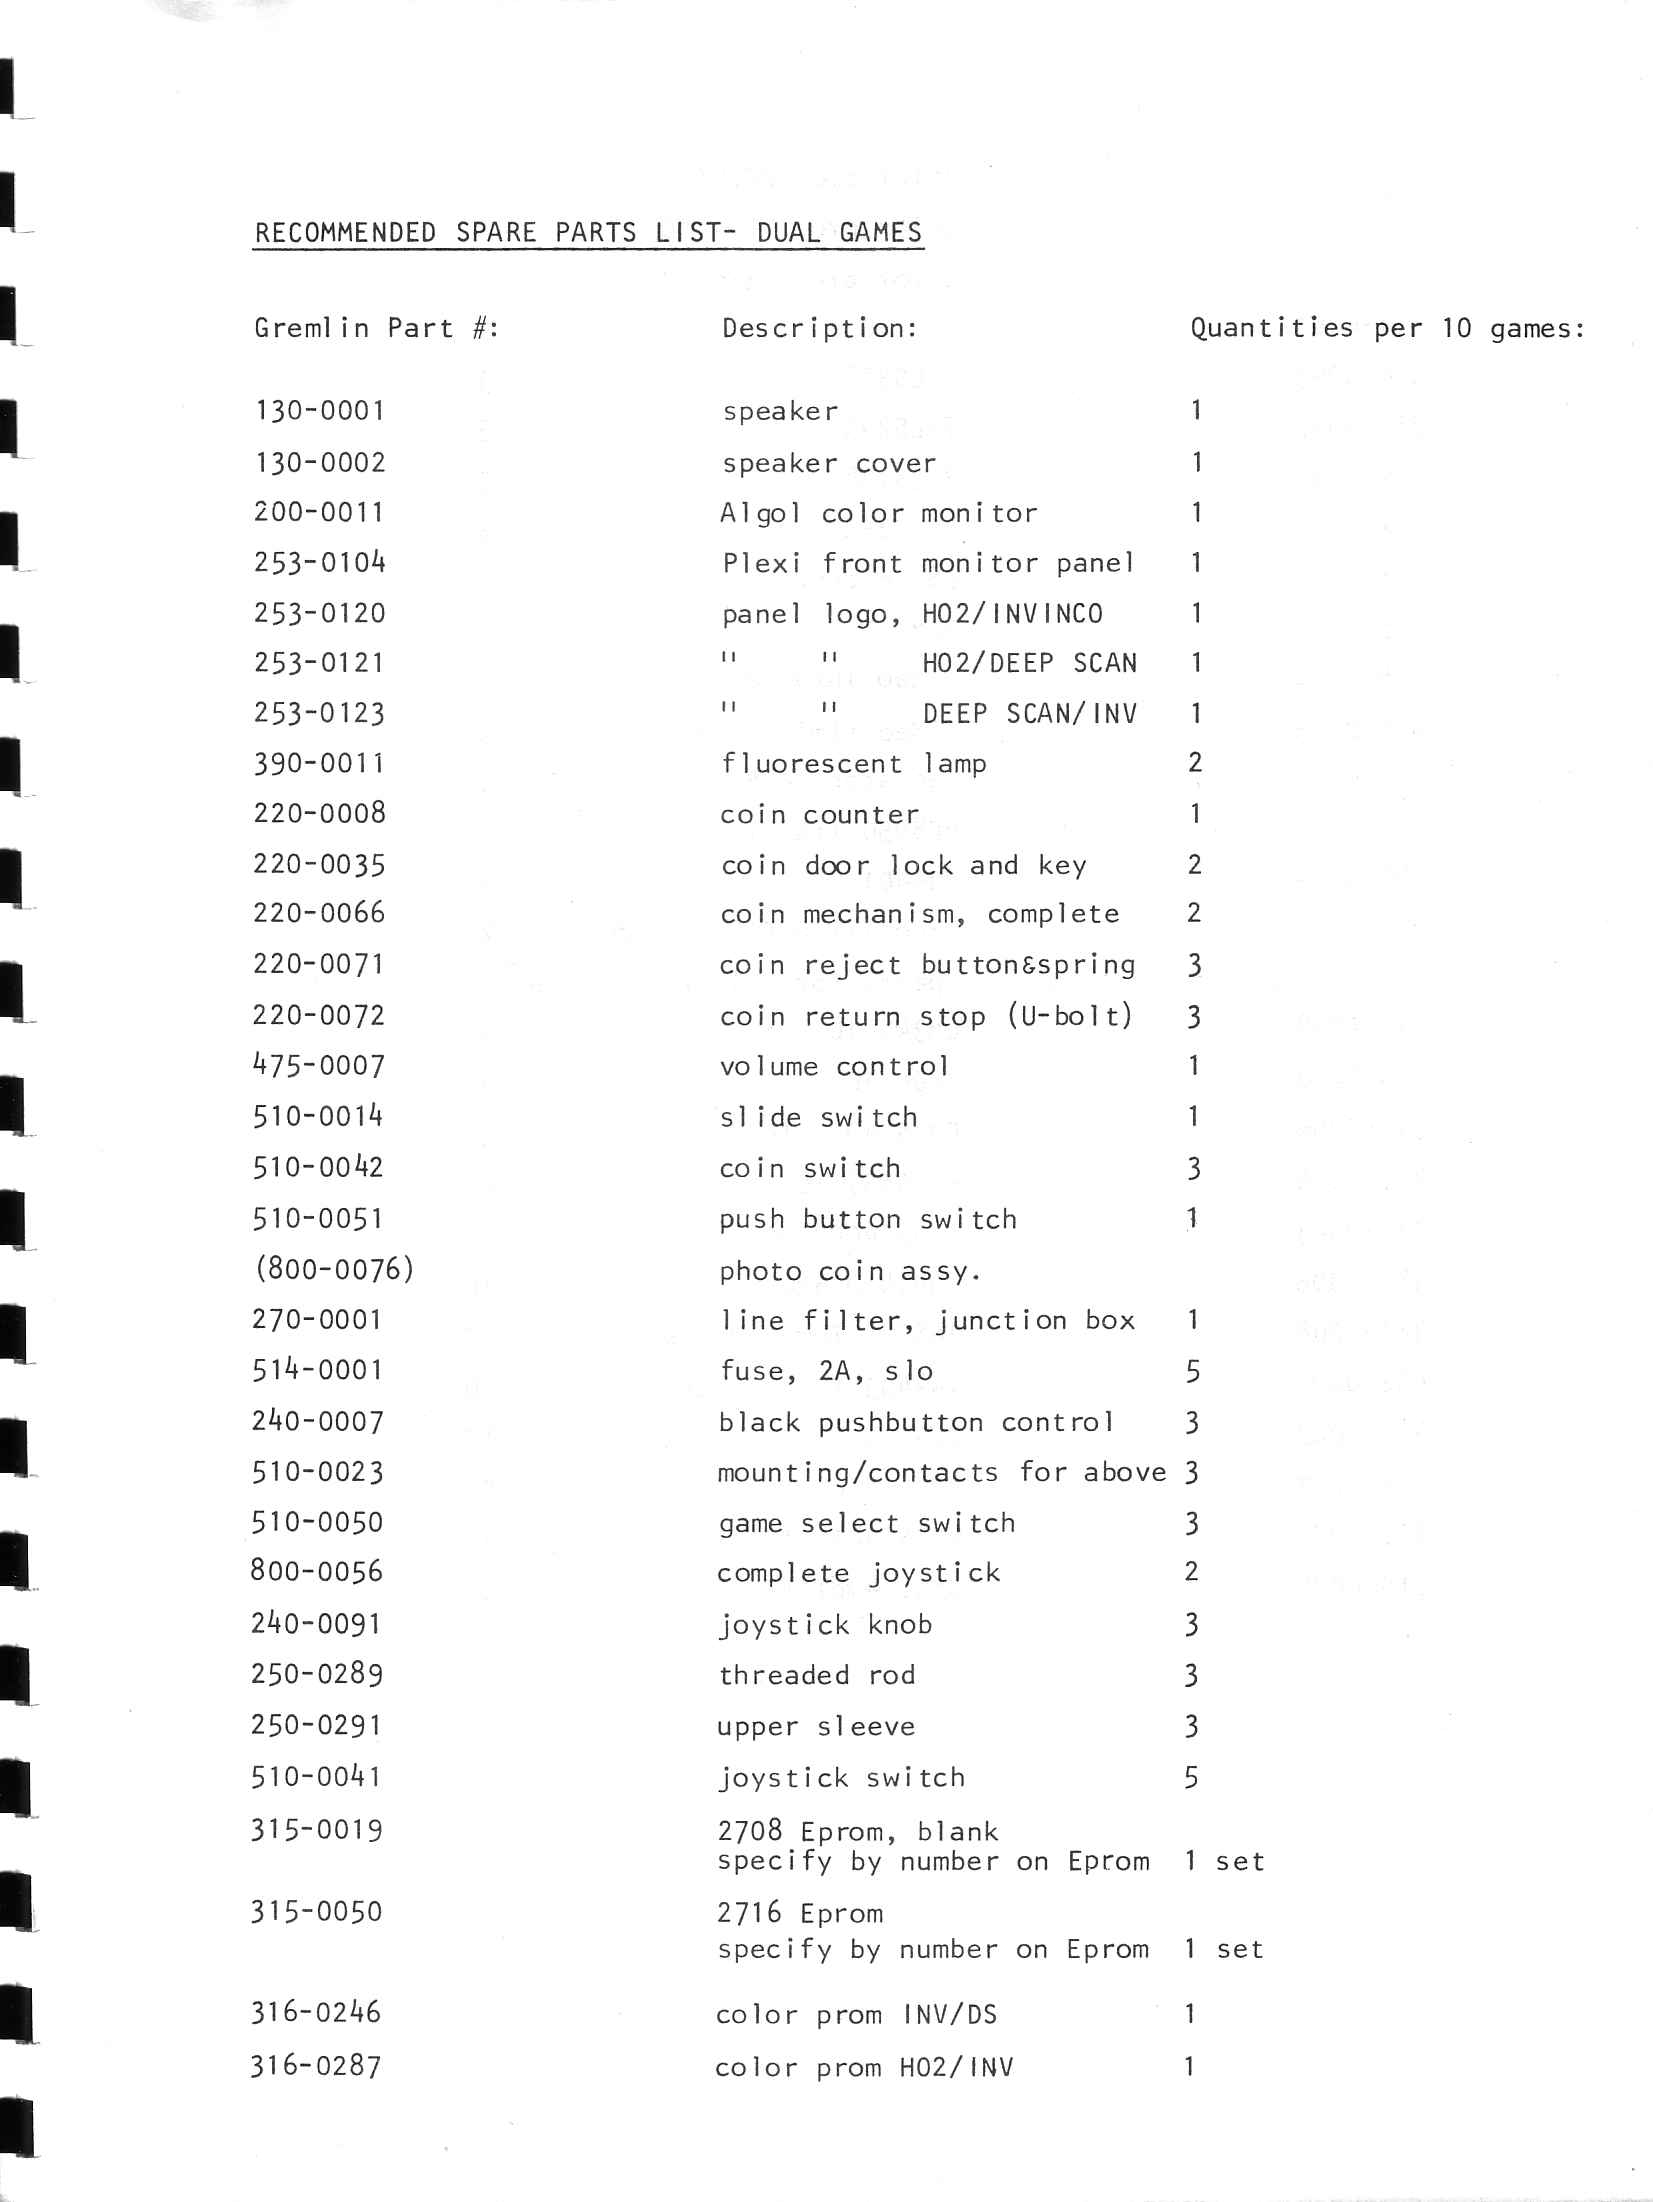 RECOMMENDED SPARE PARTS LIST- DUAL GAMES
Gremlin Part #: Description: Quantities per 10 games:
130-0001 speaker 1
130-0002 speaker cover 1
200-0011 Algol color monitor 1
253-0104 Plexi front monitor panel 1
253-0120 panel logo, HO2/INVINCO 1
253-0121 " " HO2/DEEP SCAN 1
253-0123 " " DEEP SCAN/INV 1
390-0011 fluorescent lamp 2
220-0008 coin counter 1
220-0035 coin door lock and key 2
220-0066 coin mechanism, complete 2
220-0071 coin reject button&spring 3
220-0072 coin return stop (U-bolt) 3
475-0007 volume control 1
510-0014 slide switch 1
510-0042 coin switch 3
510-0051 push button switch 1
(800-0076) photo coin assy.
270-0001 line filter, junction box 1
514-0001 fuse, 2A, slo 5
240-0007 black pushbutton control 3
510-0023 mounting/contacts for above 3
510-0050 game select switch 3
800-0056 complete joystick 2
240-0091 joystick knob 3
250-0289 threaded rod 3
250-0291 upper sleeve 3
510-0041 joystick switch 5
315-0019 2708 Eprom, blank
specify by number on Eprom 1 set
315-0050 2716 Eprom
specify by number on Eprom 1 set
316-0246 color prom INV/DS 1
316-0287 color prom HO2/INV 1